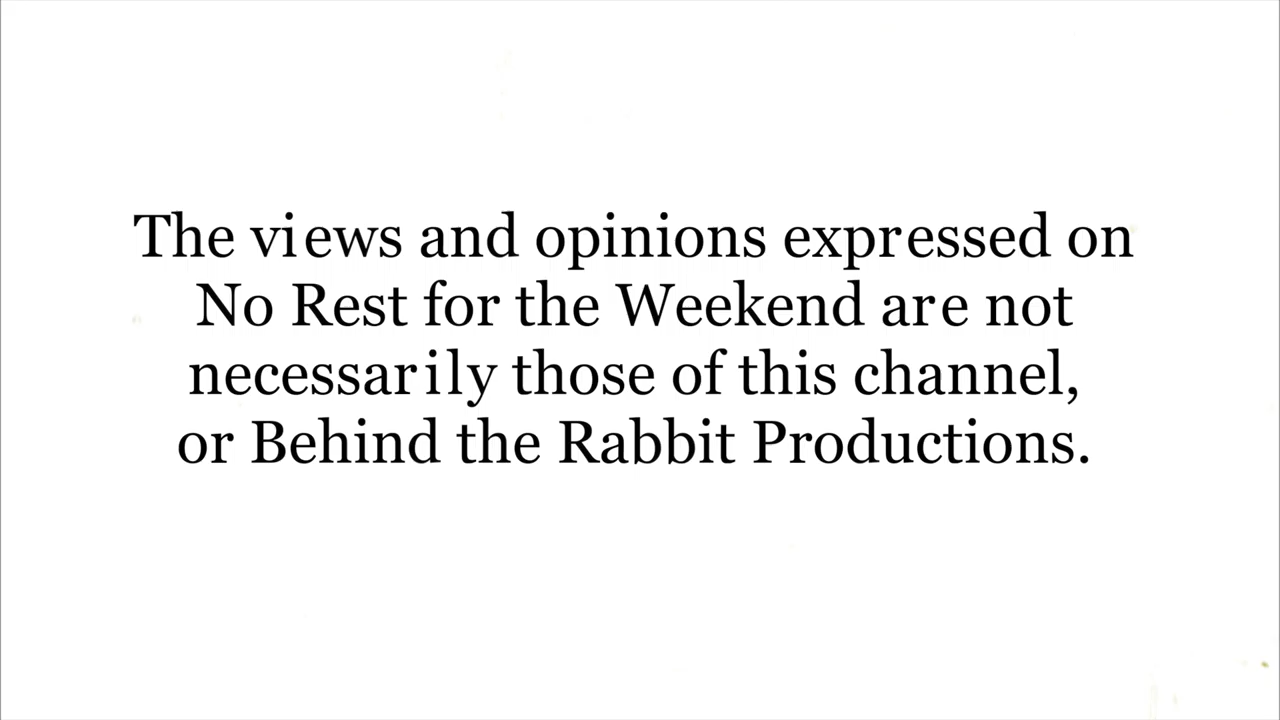 The views and opinions expressed on
No Rest for the Weekend are not
necessarily those of this channel,
or Behind the Rabbit Productions.